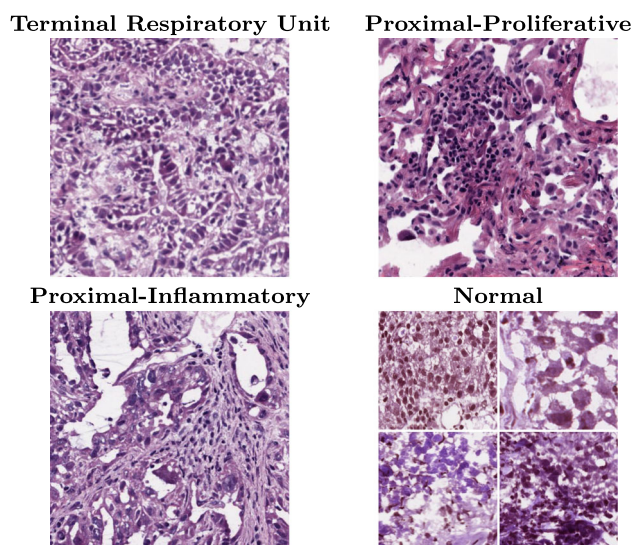 Terminal Respiratory Unit
Proximal-Proliferative
Proximal-Inflammatory
Normal